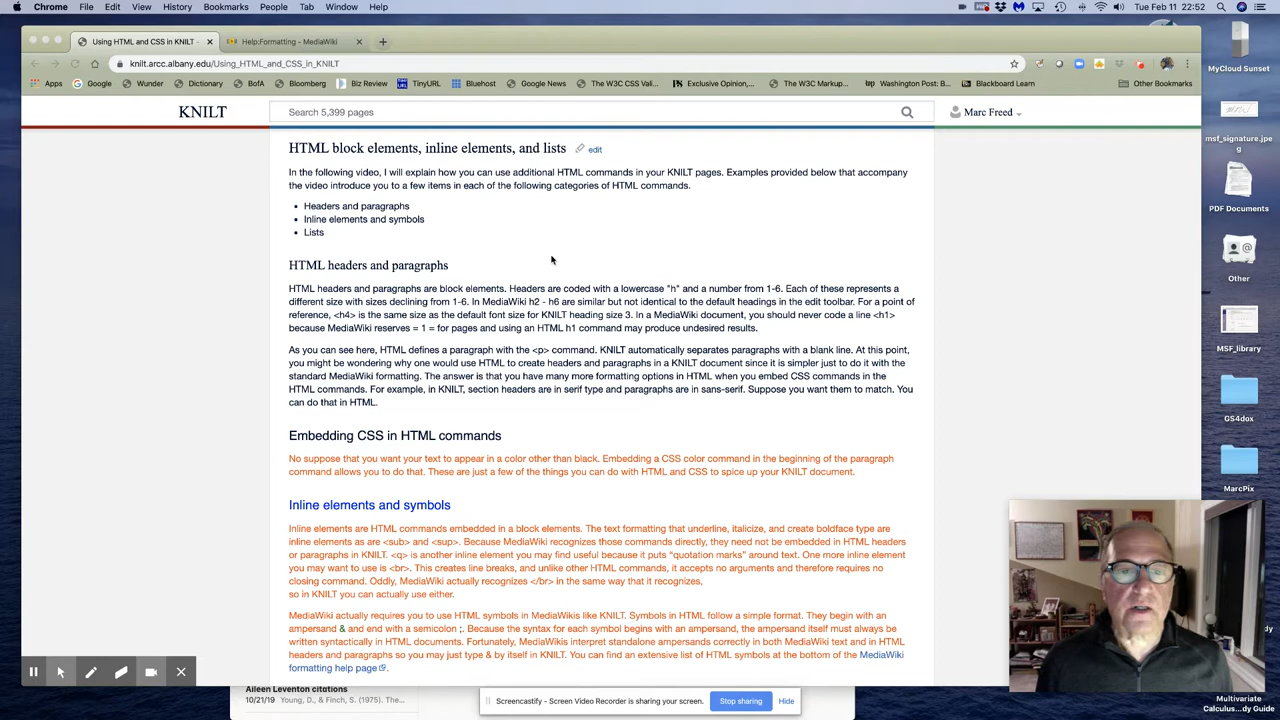 Chrome File Edit View History Bookmarks People Tab Window Help
Tue Feb 11 22:52
Using HTML and CSS in KNILT
Help:Formatting - MediaWiki
knilt.arcc.albany.edu/Using_HTML_and_CSS_in_KNILT
Apps Google Wunder Dictionary Bloomberg BofA Biz Review TinyURL Bluehost Google News The W3C CSS Vali... Exclusive Opinion,... The W3C Markup... Washington Post: B... Blackboard Learn Other Bookmarks
KNILT
Search 5,399 pages
Marc Freed
HTML block elements, inline elements, and lists edit
In the following video, I will explain how you can use additional HTML commands in your KNILT pages. Examples provided below that accompany
the video introduce you to a few items in each of the following categories of HTML commands.
Headers and paragraphs
Inline elements and symbols
Lists
HTML headers and paragraphs
HTML headers and paragraphs are block elements. Headers are coded with a lowercase "h" and a number from 1-6. Each of these represents a
different size with sizes declining from 1-6. In MediaWiki h2 - h6 are similar but not identical to the default headings in the edit toolbar. For a point of
reference, <h4> is the same size as the default font size for KNILT heading size 3. In a MediaWiki document, you should never code a line <h1>
because MediaWiki reserves = 1 = for pages and using an HTML h1 command may produce undesired results.
As you can see here, HTML defines a paragraph with the <p> command. KNILT automatically separates paragraphs with a blank line. At this point,
you might be wondering why one would use HTML to create headers and paragraphs in a KNILT document since it is simpler just to do it with the
standard MediaWiki formatting. The answer is that you have many more formatting options in HTML when you embed CSS commands in the
HTML commands. For example, in KNILT, section headers are in serif type and paragraphs are in sans-serif. Suppose you want them to match. You
can do that in HTML.
Embedding CSS in HTML commands
No suppose that you want your text to appear in a color other than black. Embedding a CSS color command in the beginning of the paragraph
command allows you to do that. These are just a few of the things you can do with HTML and CSS to spice up your KNILT document.
Inline elements and symbols
Inline elements are HTML commands embedded in a block elements. The text formatting that underline, italicize, and create boldface type are
inline elements as are <sub> and <sup>. Because MediaWiki recognizes those commands directly, they need not be embedded in HTML headers
or paragraphs in KNILT. <q> is another inline element you may find useful because it puts "quotation marks" around text. One more inline element
you may want to use is <br>. This creates line breaks, and unlike other HTML commands, it accepts no arguments and therefore requires no
closing command. Oddly, MediaWiki actually recognizes </br> in the same way that it recognizes,
so in KNILT you can actually use either.
MediaWiki actually requires you to use HTML symbols in MediaWikis like KNILT. Symbols in HTML follow a simple format. They begin with an
ampersand & and end with a semicolon ;. Because the syntax for each symbol begins with an ampersand, the ampersand itself must always be
written syntactically in HTML documents. Fortunately, MediaWikis interpret standalone ampersands correctly in both MediaWiki text and in HTML
headers and paragraphs so you may just type & by itself in KNILT. You can find an extensive list of HTML symbols at the bottom of the MediaWiki
formatting help page.
MyCloud Sunset
msf_signature.jpe
g
PDF Documents
Other
MSF_library
GS4dox
MarcPix
Multivariate
Calculus...dy Guide
Aileen Leventon citations
10/21/19 Young, D., & Finch, S. (1975). The...
Screencastify - Screen Video Recorder is sharing your screen. Stop sharing Hide